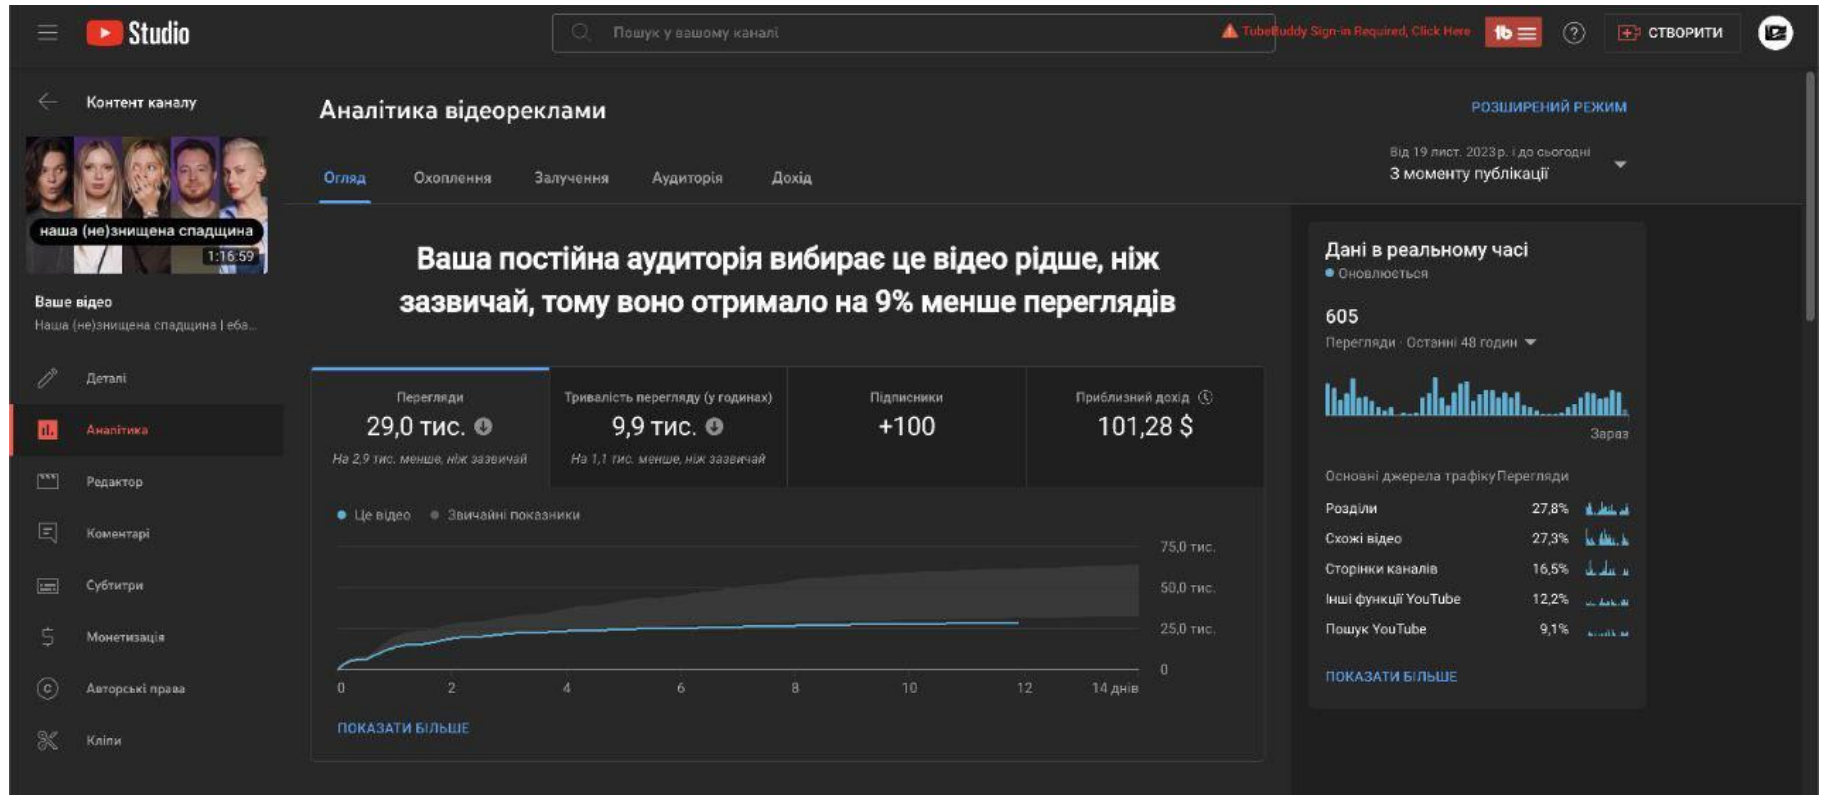 Studio
Пошук у вашому каналі
TubeBuddy Sign-in Required, Click Here
tb
СТВОРИТИ
Контент каналу
наша (не)знищена спадщина
1:16:59
Ваше відео
Наша (не)знищена спадщина | еба...
Деталі
Аналітика
Редактор
Коментарі
Субтитри
Монетизація
Авторські права
Кліпи
Аналітика відеореклами
РОЗШИРЕНИЙ РЕЖИМ
Огляд Охоплення Залучення Аудиторія Дохід
Від 19 лист. 2023 р. і до сьогодні
З моменту публікації
Ваша постійна аудиторія вибирає це відео рідше, ніж
зазвичай, тому воно отримало на 9% менше переглядів
Перегляди
29,0 тис.
На 2,9 тис. менше, ніж зазвичай
Тривалість перегляду (у годинах)
9,9 тис.
На 1,1 тис. менше, ніж зазвичай
Підписники
+100
Приблизний дохід
101,28 $
Це відео Звичайні показники
75,0 тис.
50,0 тис.
25,0 тис.
0
0 2 4 6 8 10 12 14 днів
ПОКАЗАТИ БІЛЬШЕ
Дані в реальному часі
Оновлюється
605
Перегляди · Останні 48 годин
Зараз
Основні джерела трафіку Перегляди
Розділи 27,8%
Схожі відео 27,3%
Сторінки каналів 16,5%
Інші функції YouTube 12,2%
Пошук YouTube 9,1%
ПОКАЗАТИ БІЛЬШЕ